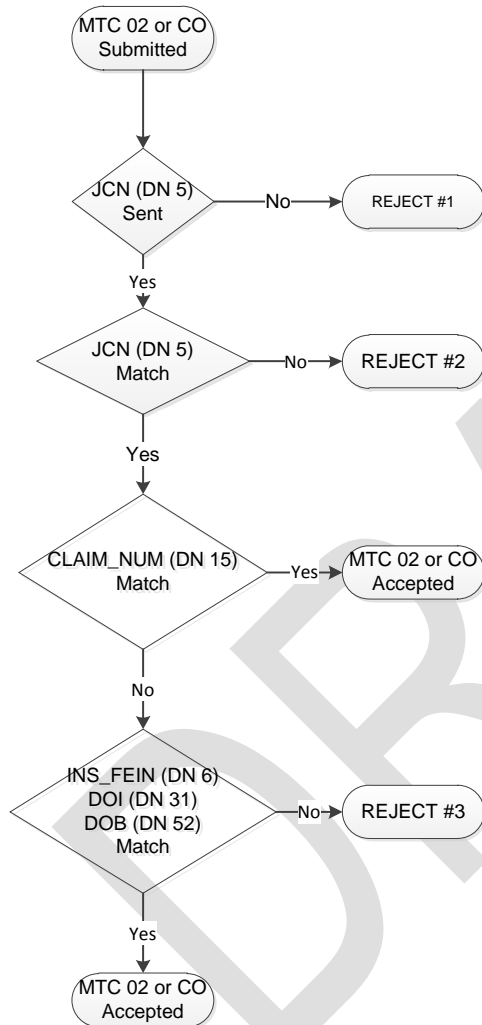 MTC 02 or CO
Submitted
JCN (DN 5)
Sent
No
REJECT #1
Yes
JCN (DN 5)
Match
No
REJECT #2
Yes
CLAIM_NUM (DN 15)
Match
Yes
MTC 02 or CO
Accepted
No
INS_FEIN (DN 6)
DOI (DN 31)
DOB (DN 52)
Match
No
REJECT #3
Yes
MTC 02 or CO
Accepted